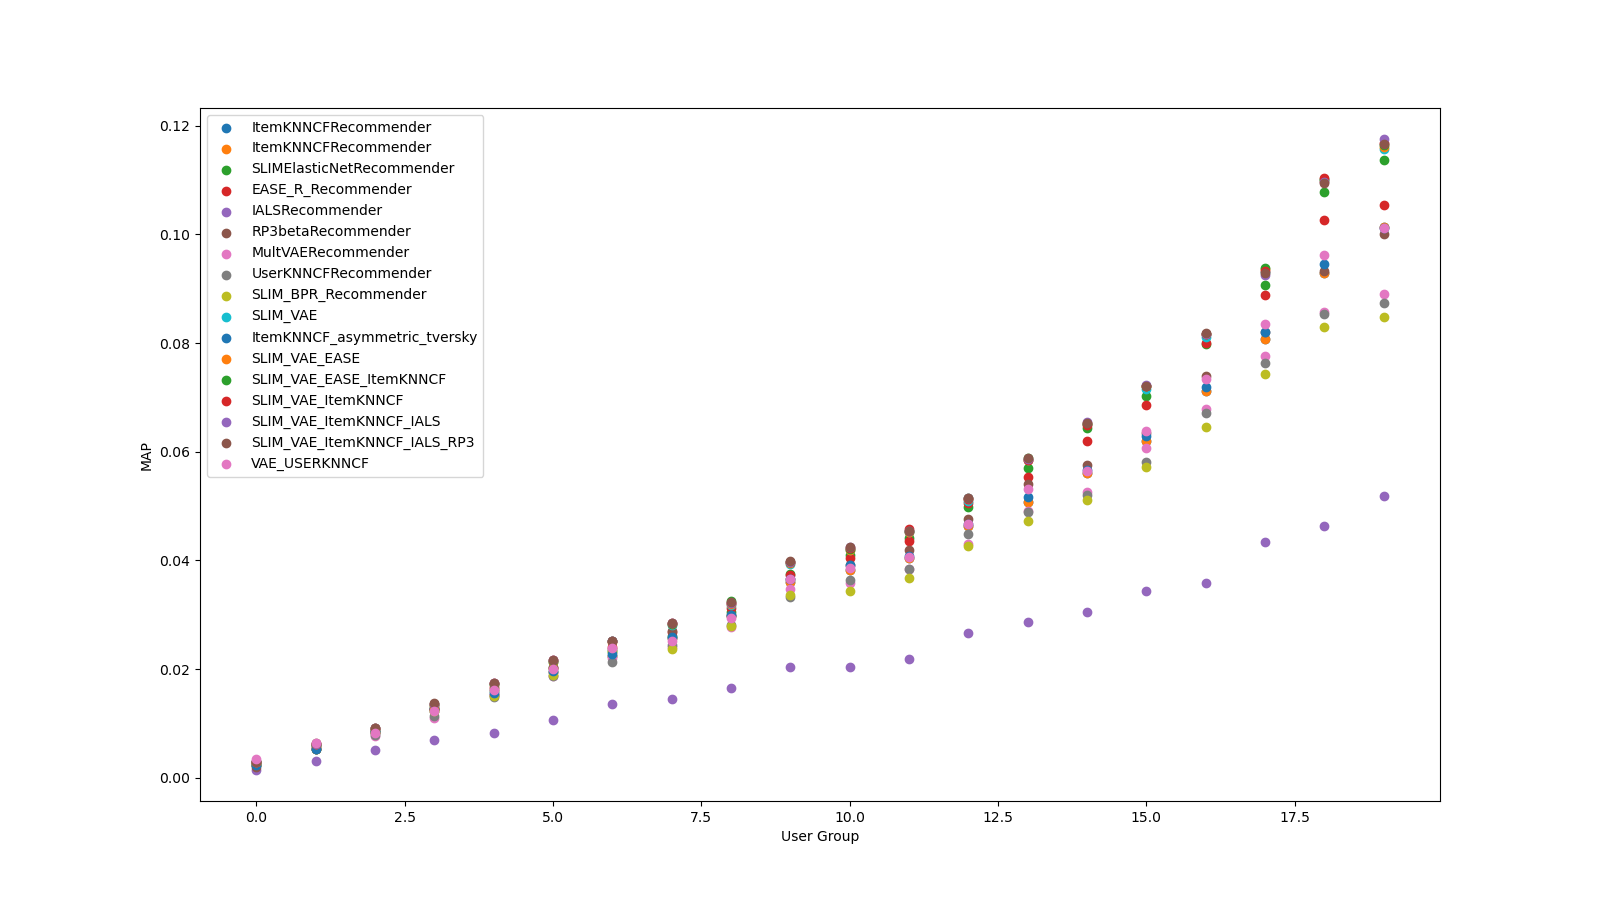 0.12
0.10
0.08
0.06
0.04
0.02
0.00
MAP
ItemKNNCFRecommender
ItemKNNCFRecommender
SLIMElasticNetRecommender
EASE_R_Recommender
IALSRecommender
RP3betaRecommender
MultVAERecommender
UserKNNCFRecommender
SLIM_BPR_Recommender
SLIM_VAE
ItemKNNCF_asymmetric_tversky
SLIM_VAE_EASE
SLIM_VAE_EASE_ItemKNNCF
SLIM_VAE_ItemKNNCF
SLIM_VAE_ItemKNNCF_IALS
SLIM_VAE_ItemKNNCF_IALS_RP3
VAE_USERKNNCF
0.0 2.5 5.0 7.5 10.0 12.5 15.0 17.5
User Group